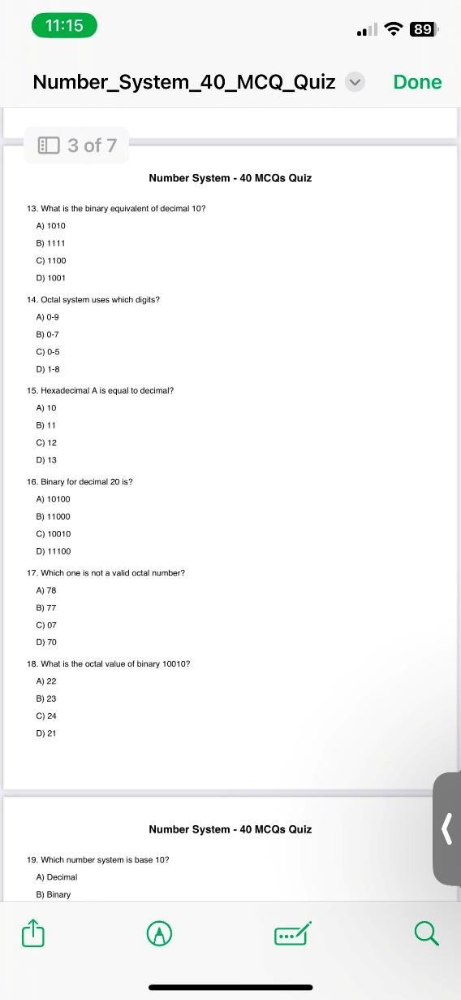 11:15
89
Number_System_40_MCQ_Quiz
Done
3 of 7
Number System - 40 MCQs Quiz
13. What is the binary equivalent of decimal 10?
A) 1010
B) 1111
C) 1100
D) 1001
14. Octal system uses which digits?
A) 0-9
B) 0-7
C) 0-5
D) 1-8
15. Hexadecimal A is equal to decimal?
A) 10
B) 11
C) 12
D) 13
16. Binary for decimal 20 is?
A) 10100
B) 11000
C) 10010
D) 11100
17. Which one is not a valid octal number?
A) 78
B) 77
C) 07
D) 70
18. What is the octal value of binary 10010?
A) 22
B) 23
C) 24
D) 21
Number System - 40 MCQs Quiz
19. Which number system is base 10?
A) Decimal
B) Binary